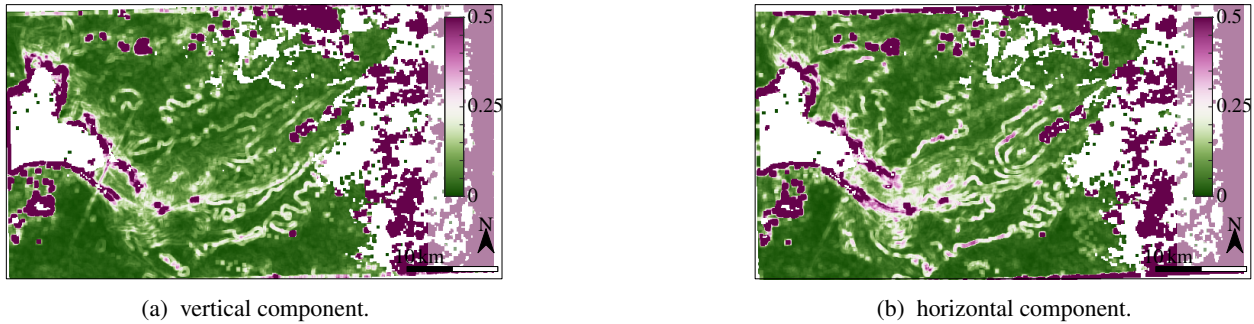 0.5
0.25
0
N
10 km
(a) vertical component.
0.5
0.25
0
N
10 km
(b) horizontal component.